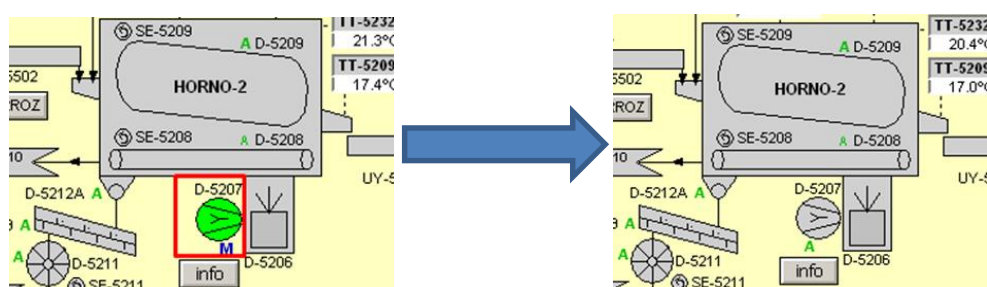 SE-5209
A D-5209
TT-5232
21.3°C
TT-5209
17.4°C
5502
ROZ
HORNO-2
SE-5208
A D-5208
10
UY-5
D-5212A A
D-5207
M
A
A
D-5211
SE-5211
D-5206
info
SE-5209
A D-5209
TT-5232
20.4°C
TT-5209
17.0°C
5502
ROZ
HORNO-2
SE-5208
A D-5208
10
UY-5
D-5212A A
D-5207
A
A
A
D-5211
SE-5211
D-5206
info